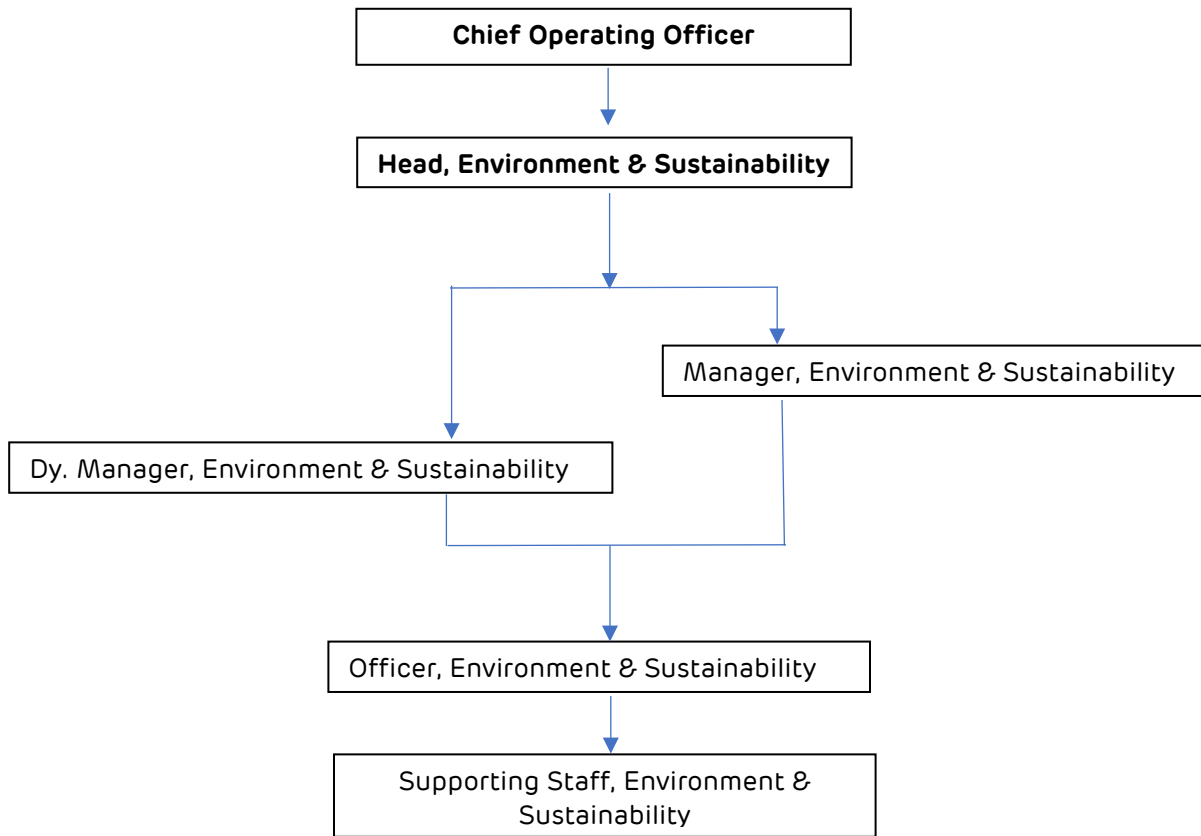 Chief Operating Officer
Head, Environment & Sustainability
Manager, Environment & Sustainability
Dy. Manager, Environment & Sustainability
Officer, Environment & Sustainability
Supporting Staff, Environment &
Sustainability